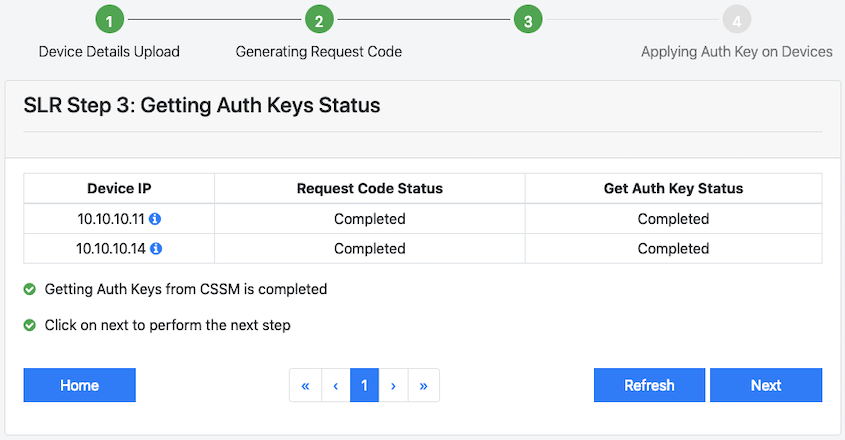 1 2 3 4
Device Details Upload Generating Request Code Applying Auth Key on Devices
SLR Step 3: Getting Auth Keys Status
Device IP Request Code Status Get Auth Key Status
10.10.10.11 Completed Completed
10.10.10.14 Completed Completed
Getting Auth Keys from CSSM is completed
Click on next to perform the next step
Home « ‹ 1 › » Refresh Next